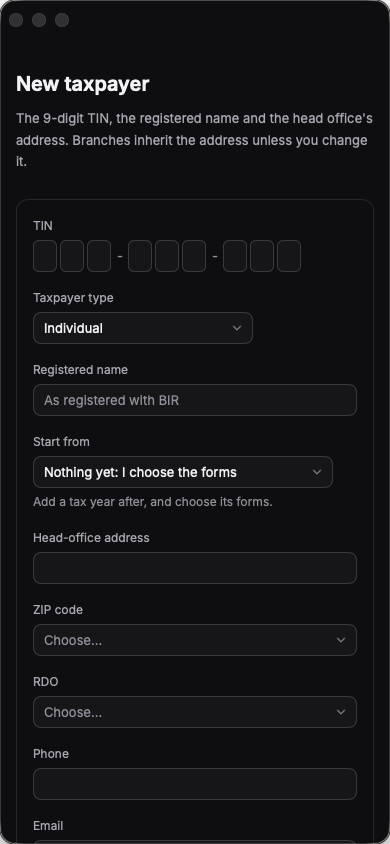 New taxpayer
The 9-digit TIN, the registered name and the head office's
address. Branches inherit the address unless you change
it.
TIN
- -
Taxpayer type
Individual
Registered name
As registered with BIR
Start from
Nothing yet: I choose the forms
Add a tax year after, and choose its forms.
Head-office address
ZIP code
Choose...
RDO
Choose...
Phone
Email